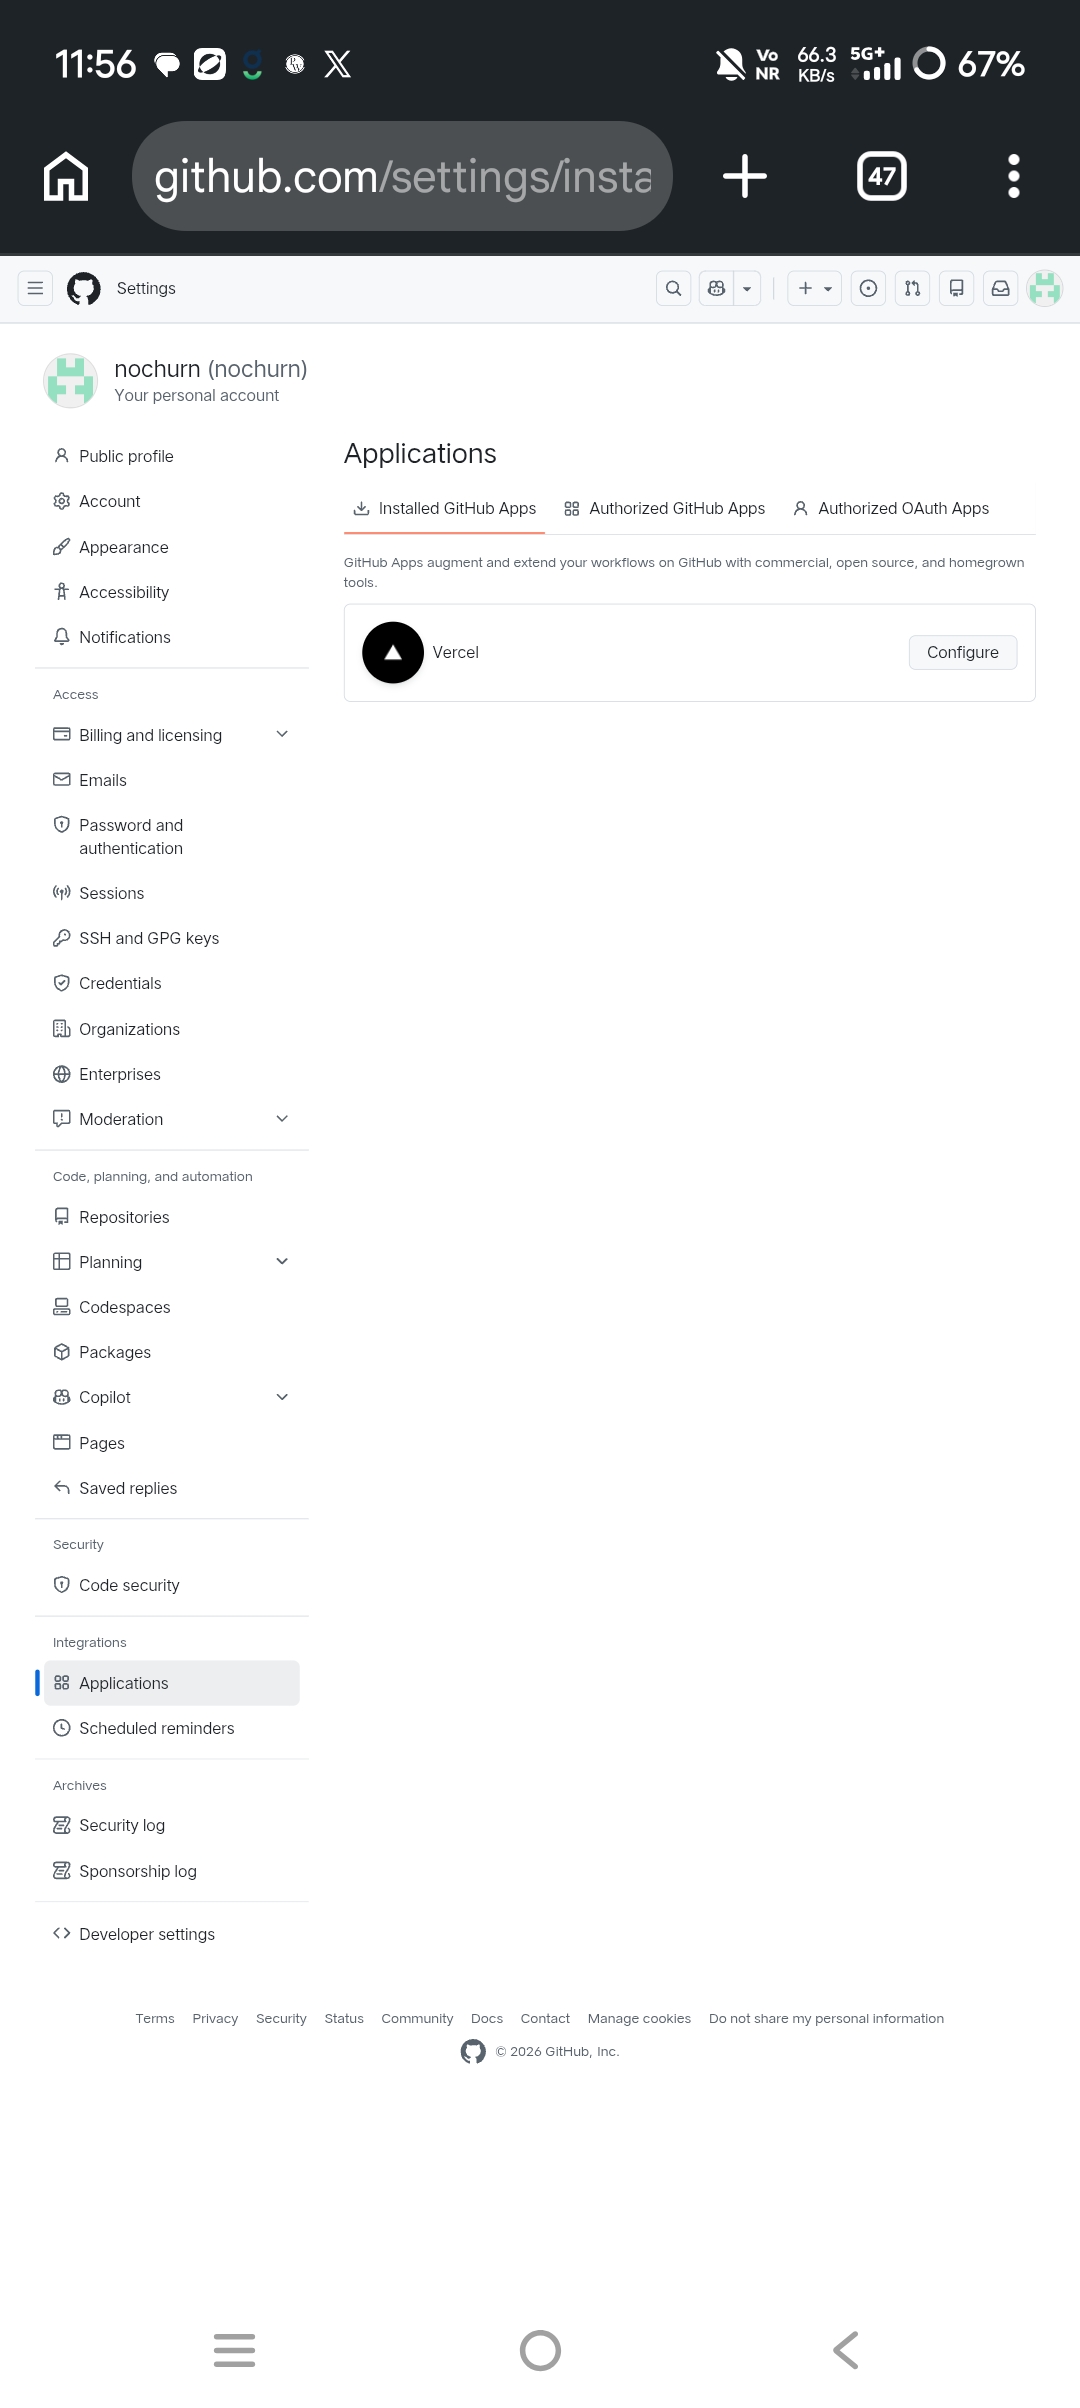 11:56
Vo NR
66.3 KB/s
5G+
67%
github.com/settings/insta
47
Settings
nochurn (nochurn)
Your personal account
Public profile
Account
Appearance
Accessibility
Notifications
Access
Billing and licensing
Emails
Password and
authentication
Sessions
SSH and GPG keys
Credentials
Organizations
Enterprises
Moderation
Code, planning, and automation
Repositories
Planning
Codespaces
Packages
Copilot
Pages
Saved replies
Security
Code security
Integrations
Applications
Scheduled reminders
Archives
Security log
Sponsorship log
Developer settings
Applications
Installed GitHub Apps
Authorized GitHub Apps
Authorized OAuth Apps
GitHub Apps augment and extend your workflows on GitHub with commercial, open source, and homegrown
tools.
Vercel
Configure
Terms Privacy Security Status Community Docs Contact Manage cookies Do not share my personal information
© 2026 GitHub, Inc.